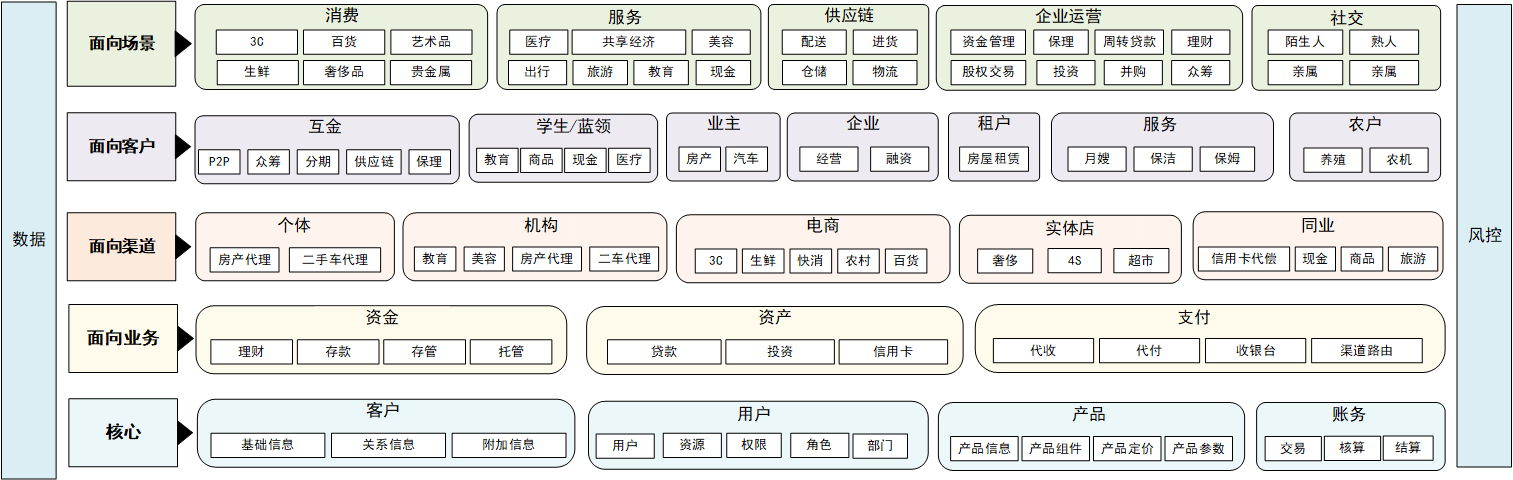 数据
面向场景
消费
3C 百货 艺术品
生鲜 奢侈品 贵金属
服务
医疗 共享经济 美容
出行 旅游 教育 现金
供应链
配送 进货
仓储 物流
企业运营
资金管理 保理 周转贷款 理财
股权交易 投资 并购 众筹
社交
陌生人 熟人
亲属 亲属
面向客户
互金
P2P 众筹 分期 供应链 保理
学生/蓝领
教育 商品 现金 医疗
业主
房产 汽车
企业
经营 融资
租户
房屋租赁
服务
月嫂 保洁 保姆
农户
养殖 农机
面向渠道
个体
房产代理 二手车代理
机构
教育 美容 房产代理 二车代理
电商
3C 生鲜 快消 农村 百货
实体店
奢侈 4S 超市
同业
信用卡代偿 现金 商品 旅游
面向业务
资金
理财 存款 存管 托管
资产
贷款 投资 信用卡
支付
代收 代付 收银台 渠道路由
核心
客户
基础信息 关系信息 附加信息
用户
用户 资源 权限 角色 部门
产品
产品信息 产品组件 产品定价 产品参数
账务
交易 核算 结算
风控